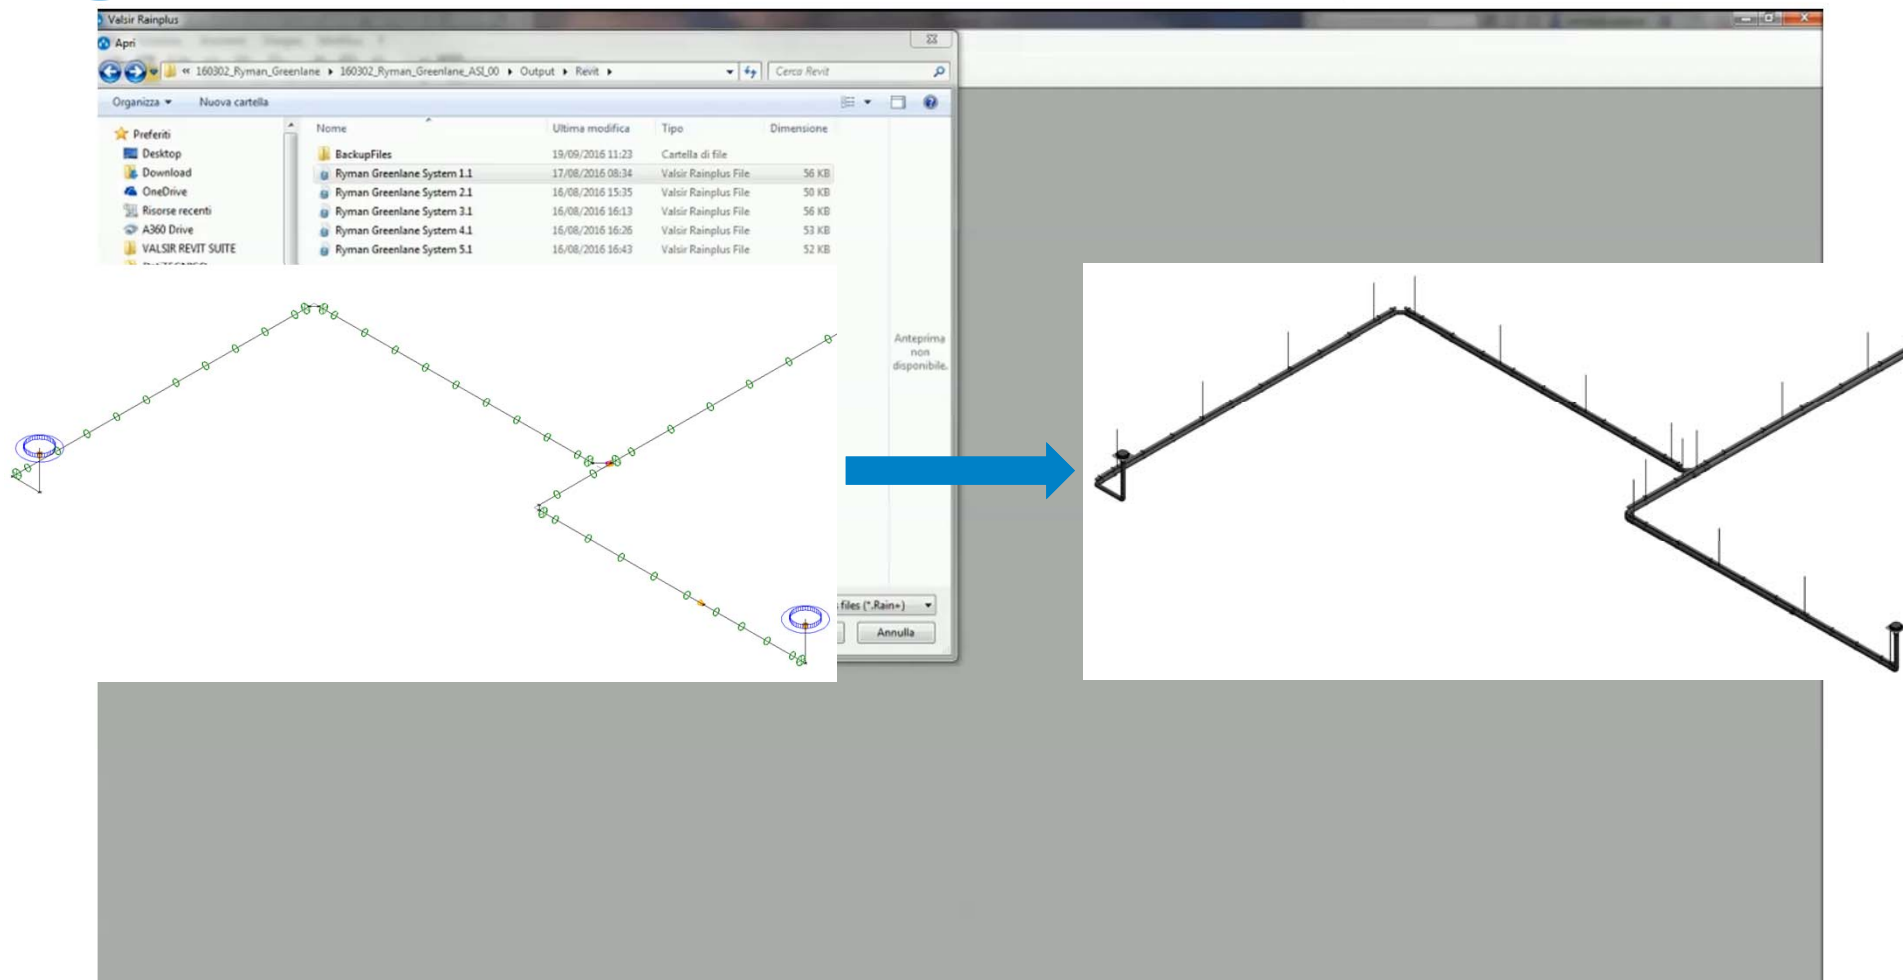 Valsir Rainplus
Apri
« 160302_Ryman_Greenlane ▸ 160302_Ryman_Greenlane_ASI_00 ▸ Output ▸ Revit ▸
Cerca Revit
Organizza
Nuova cartella
Preferiti
Desktop
Download
OneDrive
Risorse recenti
A360 Drive
VALSIR REVIT SUITE
Nome Ultima modifica Tipo Dimensione
BackupFiles 19/09/2016 11:23 Cartella di file
Ryman Greenlane System 1.1 17/08/2016 08:34 Valsir Rainplus File 56 KB
Ryman Greenlane System 2.1 16/08/2016 15:35 Valsir Rainplus File 50 KB
Ryman Greenlane System 3.1 16/08/2016 16:13 Valsir Rainplus File 56 KB
Ryman Greenlane System 4.1 16/08/2016 16:26 Valsir Rainplus File 53 KB
Ryman Greenlane System 5.1 16/08/2016 16:43 Valsir Rainplus File 52 KB
Anteprima
non
disponibile.
files (*.Rain+)
Annulla